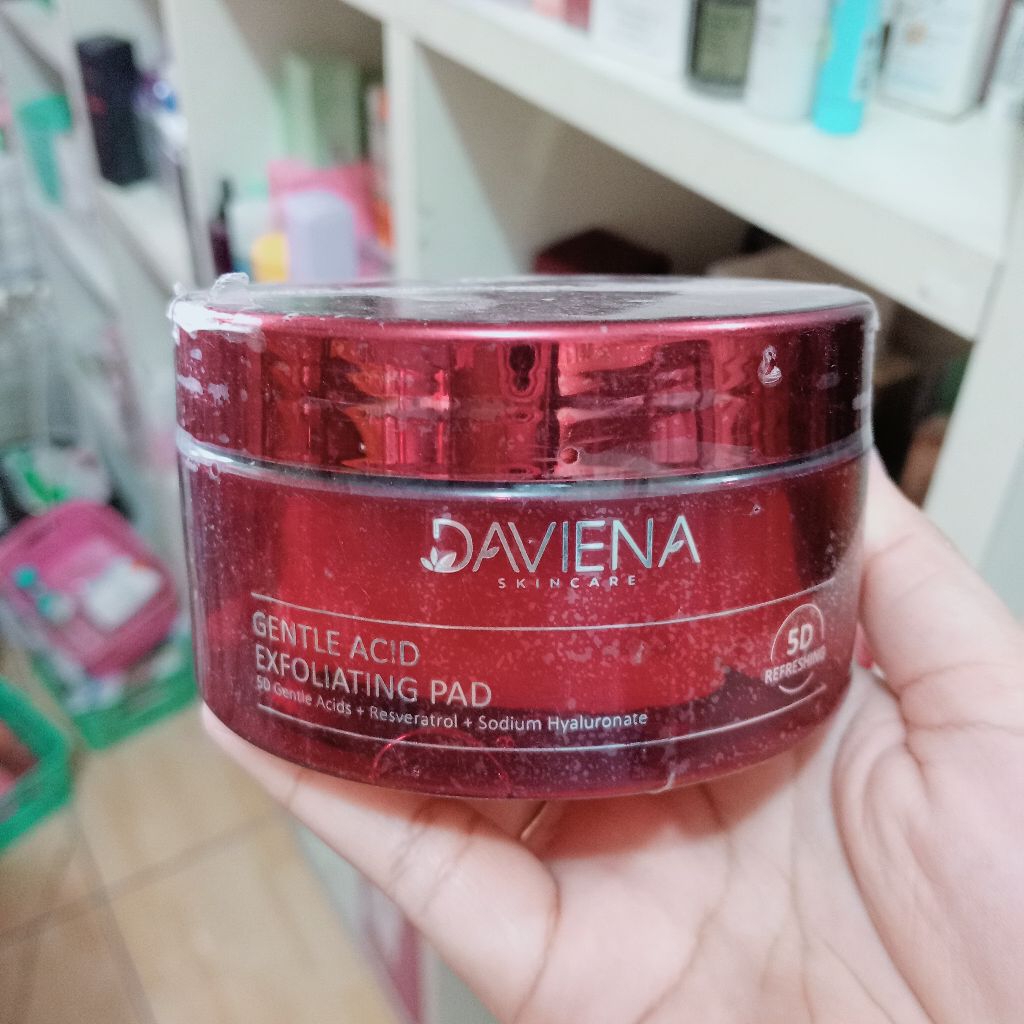 DAVIENA
SKINCARE
GENTLE ACID
EXFOLIATING PAD
5D Gentle Acids + Resveratrol + Sodium Hyaluronate
5D
REFRESHING